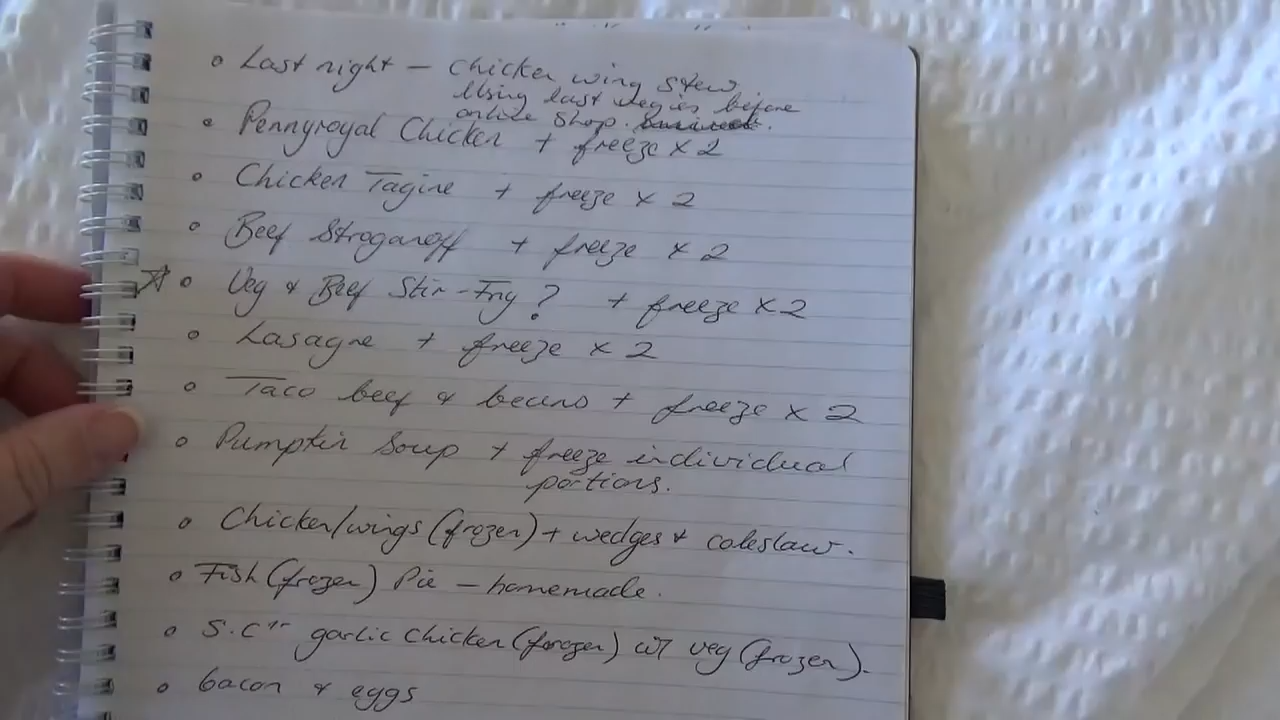 Last night - Chicken wing stew
Using last vegies before
online shop.
Pennyroyal Chicken + freeze x 2
Chicken Tagine + freeze x 2
Beef Stroganoff + freeze x 2
Veg & Beef Stir-Fry? + freeze x 2
Lasagne + freeze x 2
Taco beef & beans + freeze x 2
Pumpkin Soup + freeze individual
portions.
Chicken/wings (frozen) + wedges & coleslaw.
Fish (frozen) Pie - homemade.
garlic chicken (frozen) w/ veg (frozen).
bacon & eggs